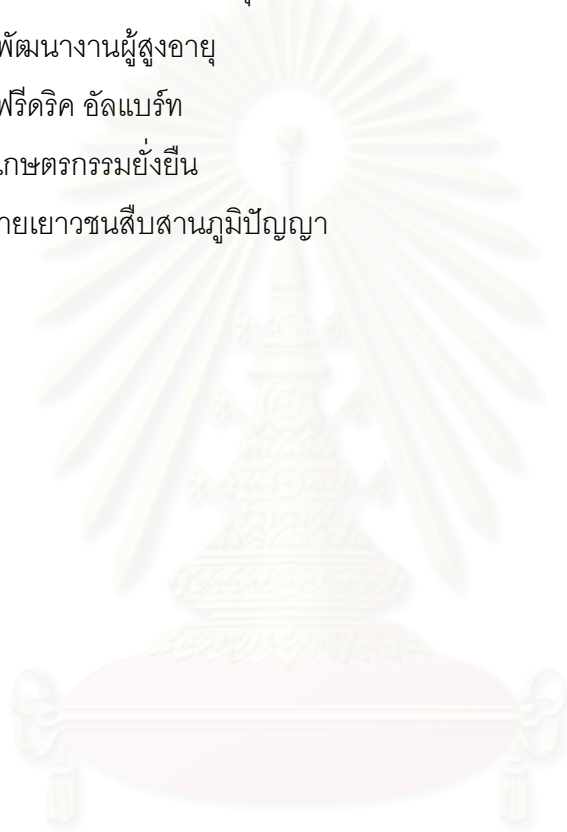 พัฒนางานผู้สูงอายุ
ฟรีดริค อัลแบร์ท
เกษตรกรรมยั่งยืน
ายเยาวชนสืบสานภูมิปัญญา